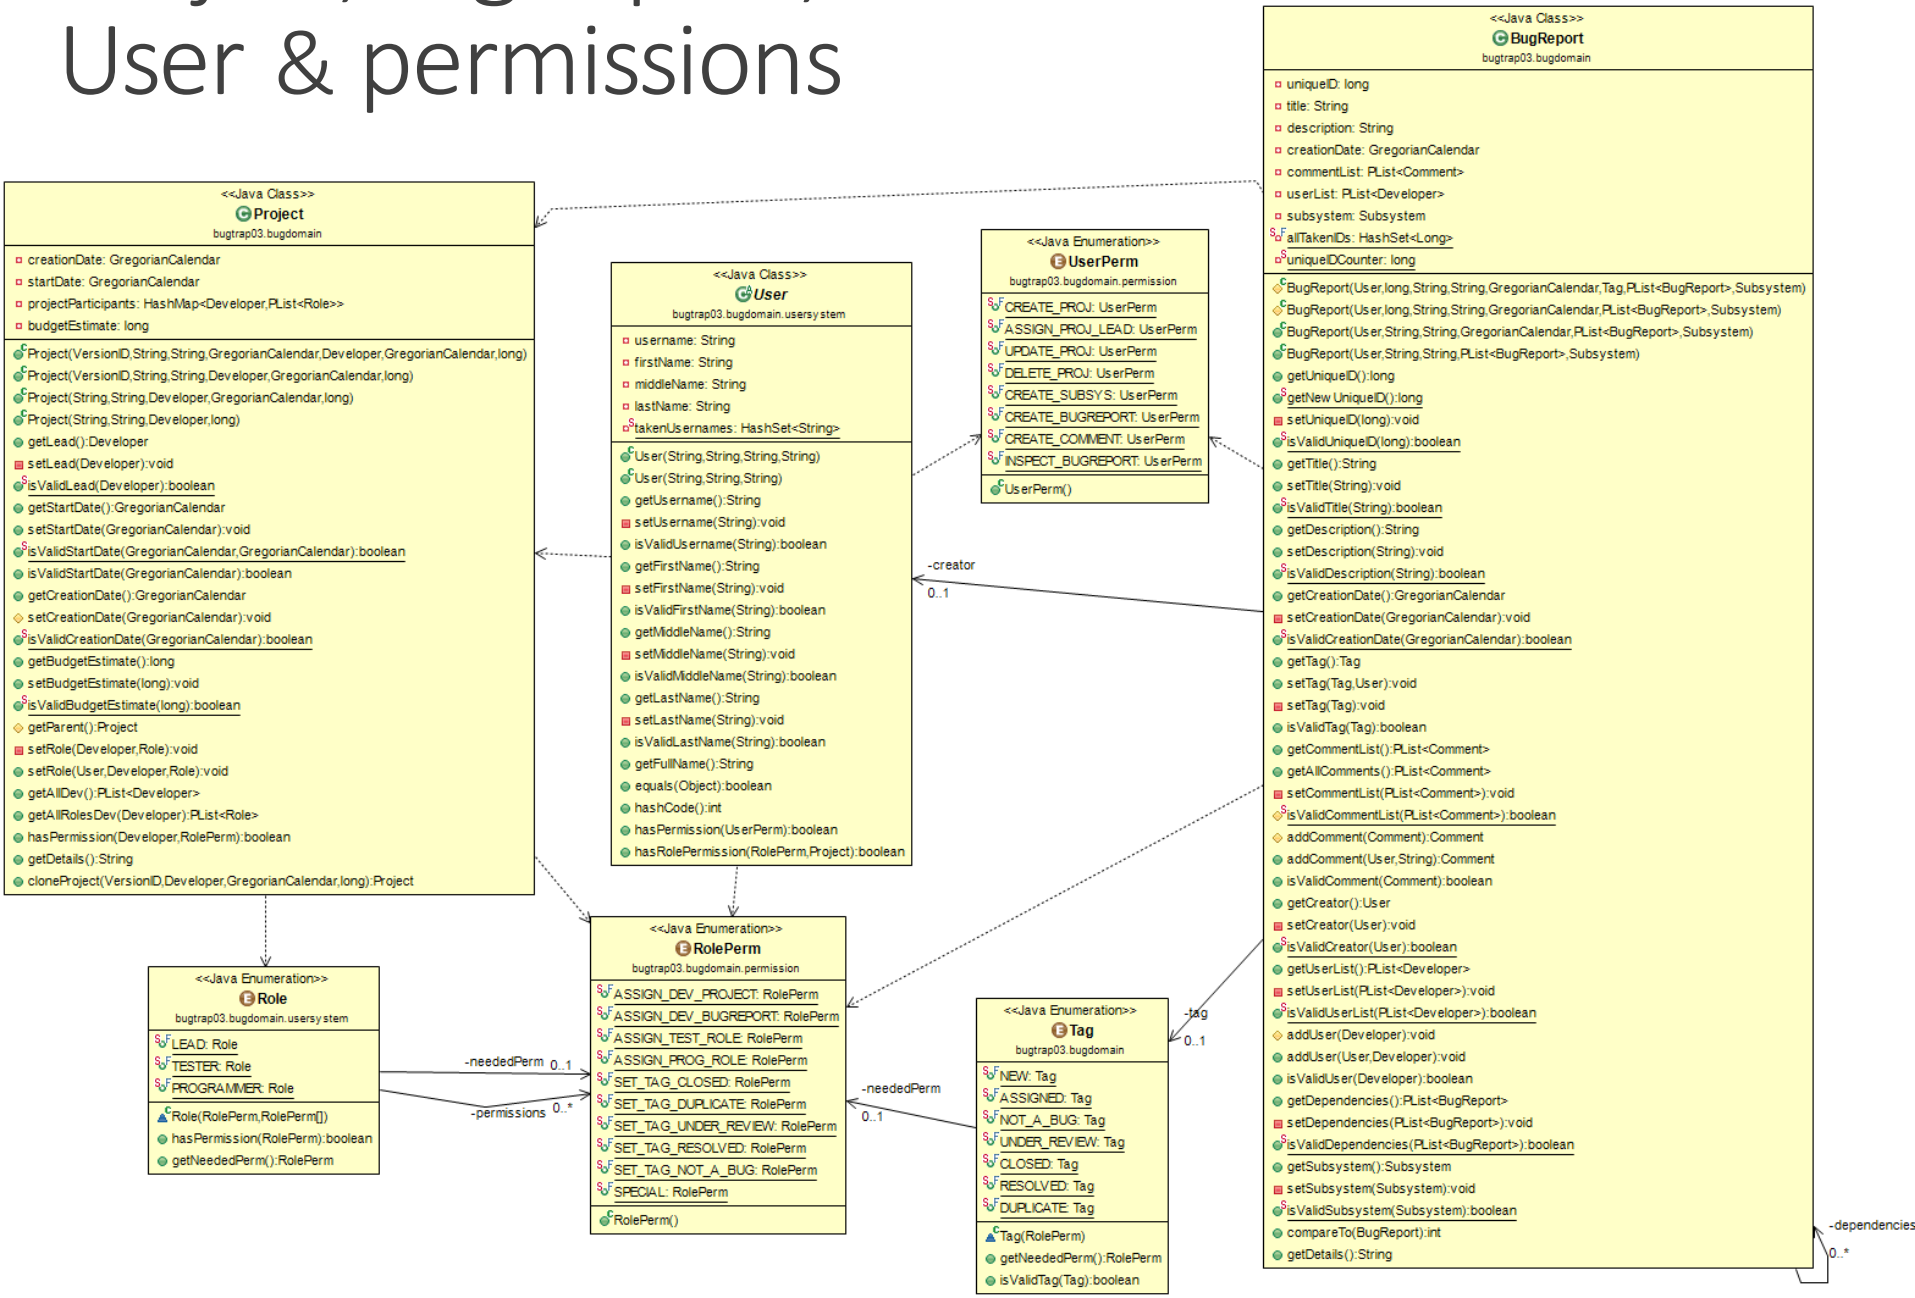 User & permissions
<<Java Class>>
Project
bugtrap03.bugdomain
creationDate: GregorianCalendar
startDate: GregorianCalendar
projectParticipants: HashMap<Developer,PList<Role>>
budgetEstimate: long
Project(VersionID,String,String,GregorianCalendar,Developer,GregorianCalendar,long)
Project(VersionID,String,String,Developer,GregorianCalendar,long)
Project(String,String,Developer,GregorianCalendar,long)
Project(String,String,Developer,long)
getLead():Developer
setLead(Developer):void
isValidLead(Developer):boolean
getStartDate():GregorianCalendar
setStartDate(GregorianCalendar):void
isValidStartDate(GregorianCalendar,GregorianCalendar):boolean
isValidStartDate(GregorianCalendar):boolean
getCreationDate():GregorianCalendar
setCreationDate(GregorianCalendar):void
isValidCreationDate(GregorianCalendar):boolean
getBudgetEstimate():long
setBudgetEstimate(long):void
isValidBudgetEstimate(long):boolean
getParent():Project
setRole(Developer,Role):void
setRole(User,Developer,Role):void
getAllDev():PList<Developer>
getAllRolesDev(Developer):PList<Role>
hasPermission(Developer,RolePerm):boolean
getDetails():String
cloneProject(VersionID,Developer,GregorianCalendar,long):Project
<<Java Class>>
User
bugtrap03.bugdomain.usersystem
username: String
firstName: String
middleName: String
lastName: String
takenUsernames: HashSet<String>
User(String,String,String,String)
User(String,String,String)
getUsername():String
setUsername(String):void
isValidUsername(String):boolean
getFirstName():String
setFirstName(String):void
isValidFirstName(String):boolean
getMiddleName():String
setMiddleName(String):void
isValidMiddleName(String):boolean
getLastName():String
setLastName(String):void
isValidLastName(String):boolean
getFullName():String
equals(Object):boolean
hashCode():int
hasPermission(UserPerm):boolean
hasRolePermission(RolePerm,Project):boolean
<<Java Enumeration>>
UserPerm
bugtrap03.bugdomain.permission
CREATE_PROJ: UserPerm
ASSIGN_PROJ_LEAD: UserPerm
UPDATE_PROJ: UserPerm
DELETE_PROJ: UserPerm
CREATE_SUBSYS: UserPerm
CREATE_BUGREPORT: UserPerm
CREATE_COMMENT: UserPerm
INSPECT_BUGREPORT: UserPerm
UserPerm()
-creator
0..1
<<Java Class>>
BugReport
bugtrap03.bugdomain
uniqueID: long
title: String
description: String
creationDate: GregorianCalendar
commentList: PList<Comment>
userList: PList<Developer>
subsystem: Subsystem
allTakenIDs: HashSet<Long>
uniqueIDCounter: long
BugReport(User,long,String,String,GregorianCalendar,Tag,PList<BugReport>,Subsystem)
BugReport(User,long,String,String,GregorianCalendar,PList<BugReport>,Subsystem)
BugReport(User,String,String,GregorianCalendar,PList<BugReport>,Subsystem)
BugReport(User,String,String,PList<BugReport>,Subsystem)
getUniqueID():long
getNewUniqueID():long
setUniqueID(long):void
isValidUniqueID(long):boolean
getTitle():String
setTitle(String):void
isValidTitle(String):boolean
getDescription():String
setDescription(String):void
isValidDescription(String):boolean
getCreationDate():GregorianCalendar
setCreationDate(GregorianCalendar):void
isValidCreationDate(GregorianCalendar):boolean
getTag():Tag
setTag(Tag,User):void
setTag(Tag):void
isValidTag(Tag):boolean
getCommentList():PList<Comment>
getAllComments():PList<Comment>
setCommentList(PList<Comment>):void
isValidCommentList(PList<Comment>):boolean
addComment(Comment):Comment
addComment(User,String):Comment
isValidComment(Comment):boolean
getCreator():User
setCreator(User):void
isValidCreator(User):boolean
getUserList():PList<Developer>
setUserList(PList<Developer>):void
isValidUserList(PList<Developer>):boolean
addUser(Developer):void
addUser(User,Developer):void
isValidUser(Developer):boolean
getDependencies():PList<BugReport>
setDependencies(PList<BugReport>):void
isValidDependencies(PList<BugReport>):boolean
getSubsystem():Subsystem
setSubsystem(Subsystem):void
isValidSubsystem(Subsystem):boolean
compareTo(BugReport):int
getDetails():String
-dependencies
0..*
<<Java Enumeration>>
Role
bugtrap03.bugdomain.usersystem
LEAD: Role
TESTER: Role
PROGRAMMER: Role
Role(RolePerm,RolePerm[])
hasPermission(RolePerm):boolean
getNeededPerm():RolePerm
-neededPerm 0..1
-permissions 0..*
<<Java Enumeration>>
RolePerm
bugtrap03.bugdomain.permission
ASSIGN_DEV_PROJECT: RolePerm
ASSIGN_DEV_BUGREPORT: RolePerm
ASSIGN_TEST_ROLE: RolePerm
ASSIGN_PROG_ROLE: RolePerm
SET_TAG_CLOSED: RolePerm
SET_TAG_DUPLICATE: RolePerm
SET_TAG_UNDER_REVIEW: RolePerm
SET_TAG_RESOLVED: RolePerm
SET_TAG_NOT_A_BUG: RolePerm
SPECIAL: RolePerm
RolePerm()
-neededPerm
0..1
<<Java Enumeration>>
Tag
bugtrap03.bugdomain
NEW: Tag
ASSIGNED: Tag
NOT_A_BUG: Tag
UNDER_REVIEW: Tag
CLOSED: Tag
RESOLVED: Tag
DUPLICATE: Tag
Tag(RolePerm)
getNeededPerm():RolePerm
isValidTag(Tag):boolean
-tag
0..1